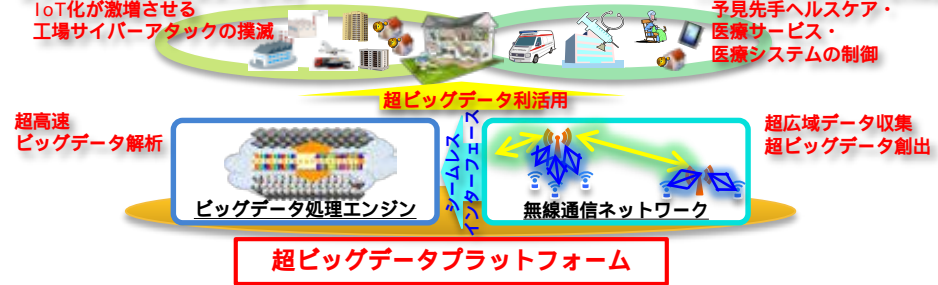 IoT化が激増させる
工場サイバーアタックの撲滅
予見先手ヘルスケア・
医療サービス・
医療システムの制御
超ビッグデータ利活用
超高速
ビッグデータ解析
シームレス
インターフェース
超広域データ収集
超ビッグデータ創出
ビッグデータ処理エンジン
無線通信ネットワーク
超ビッグデータプラットフォーム